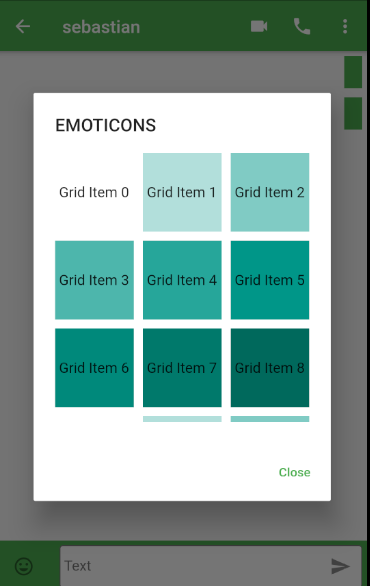 sebastian
EMOTICONS
Grid Item 0
Grid Item 1
Grid Item 2
Grid Item 3
Grid Item 4
Grid Item 5
Grid Item 6
Grid Item 7
Grid Item 8
Close
Text